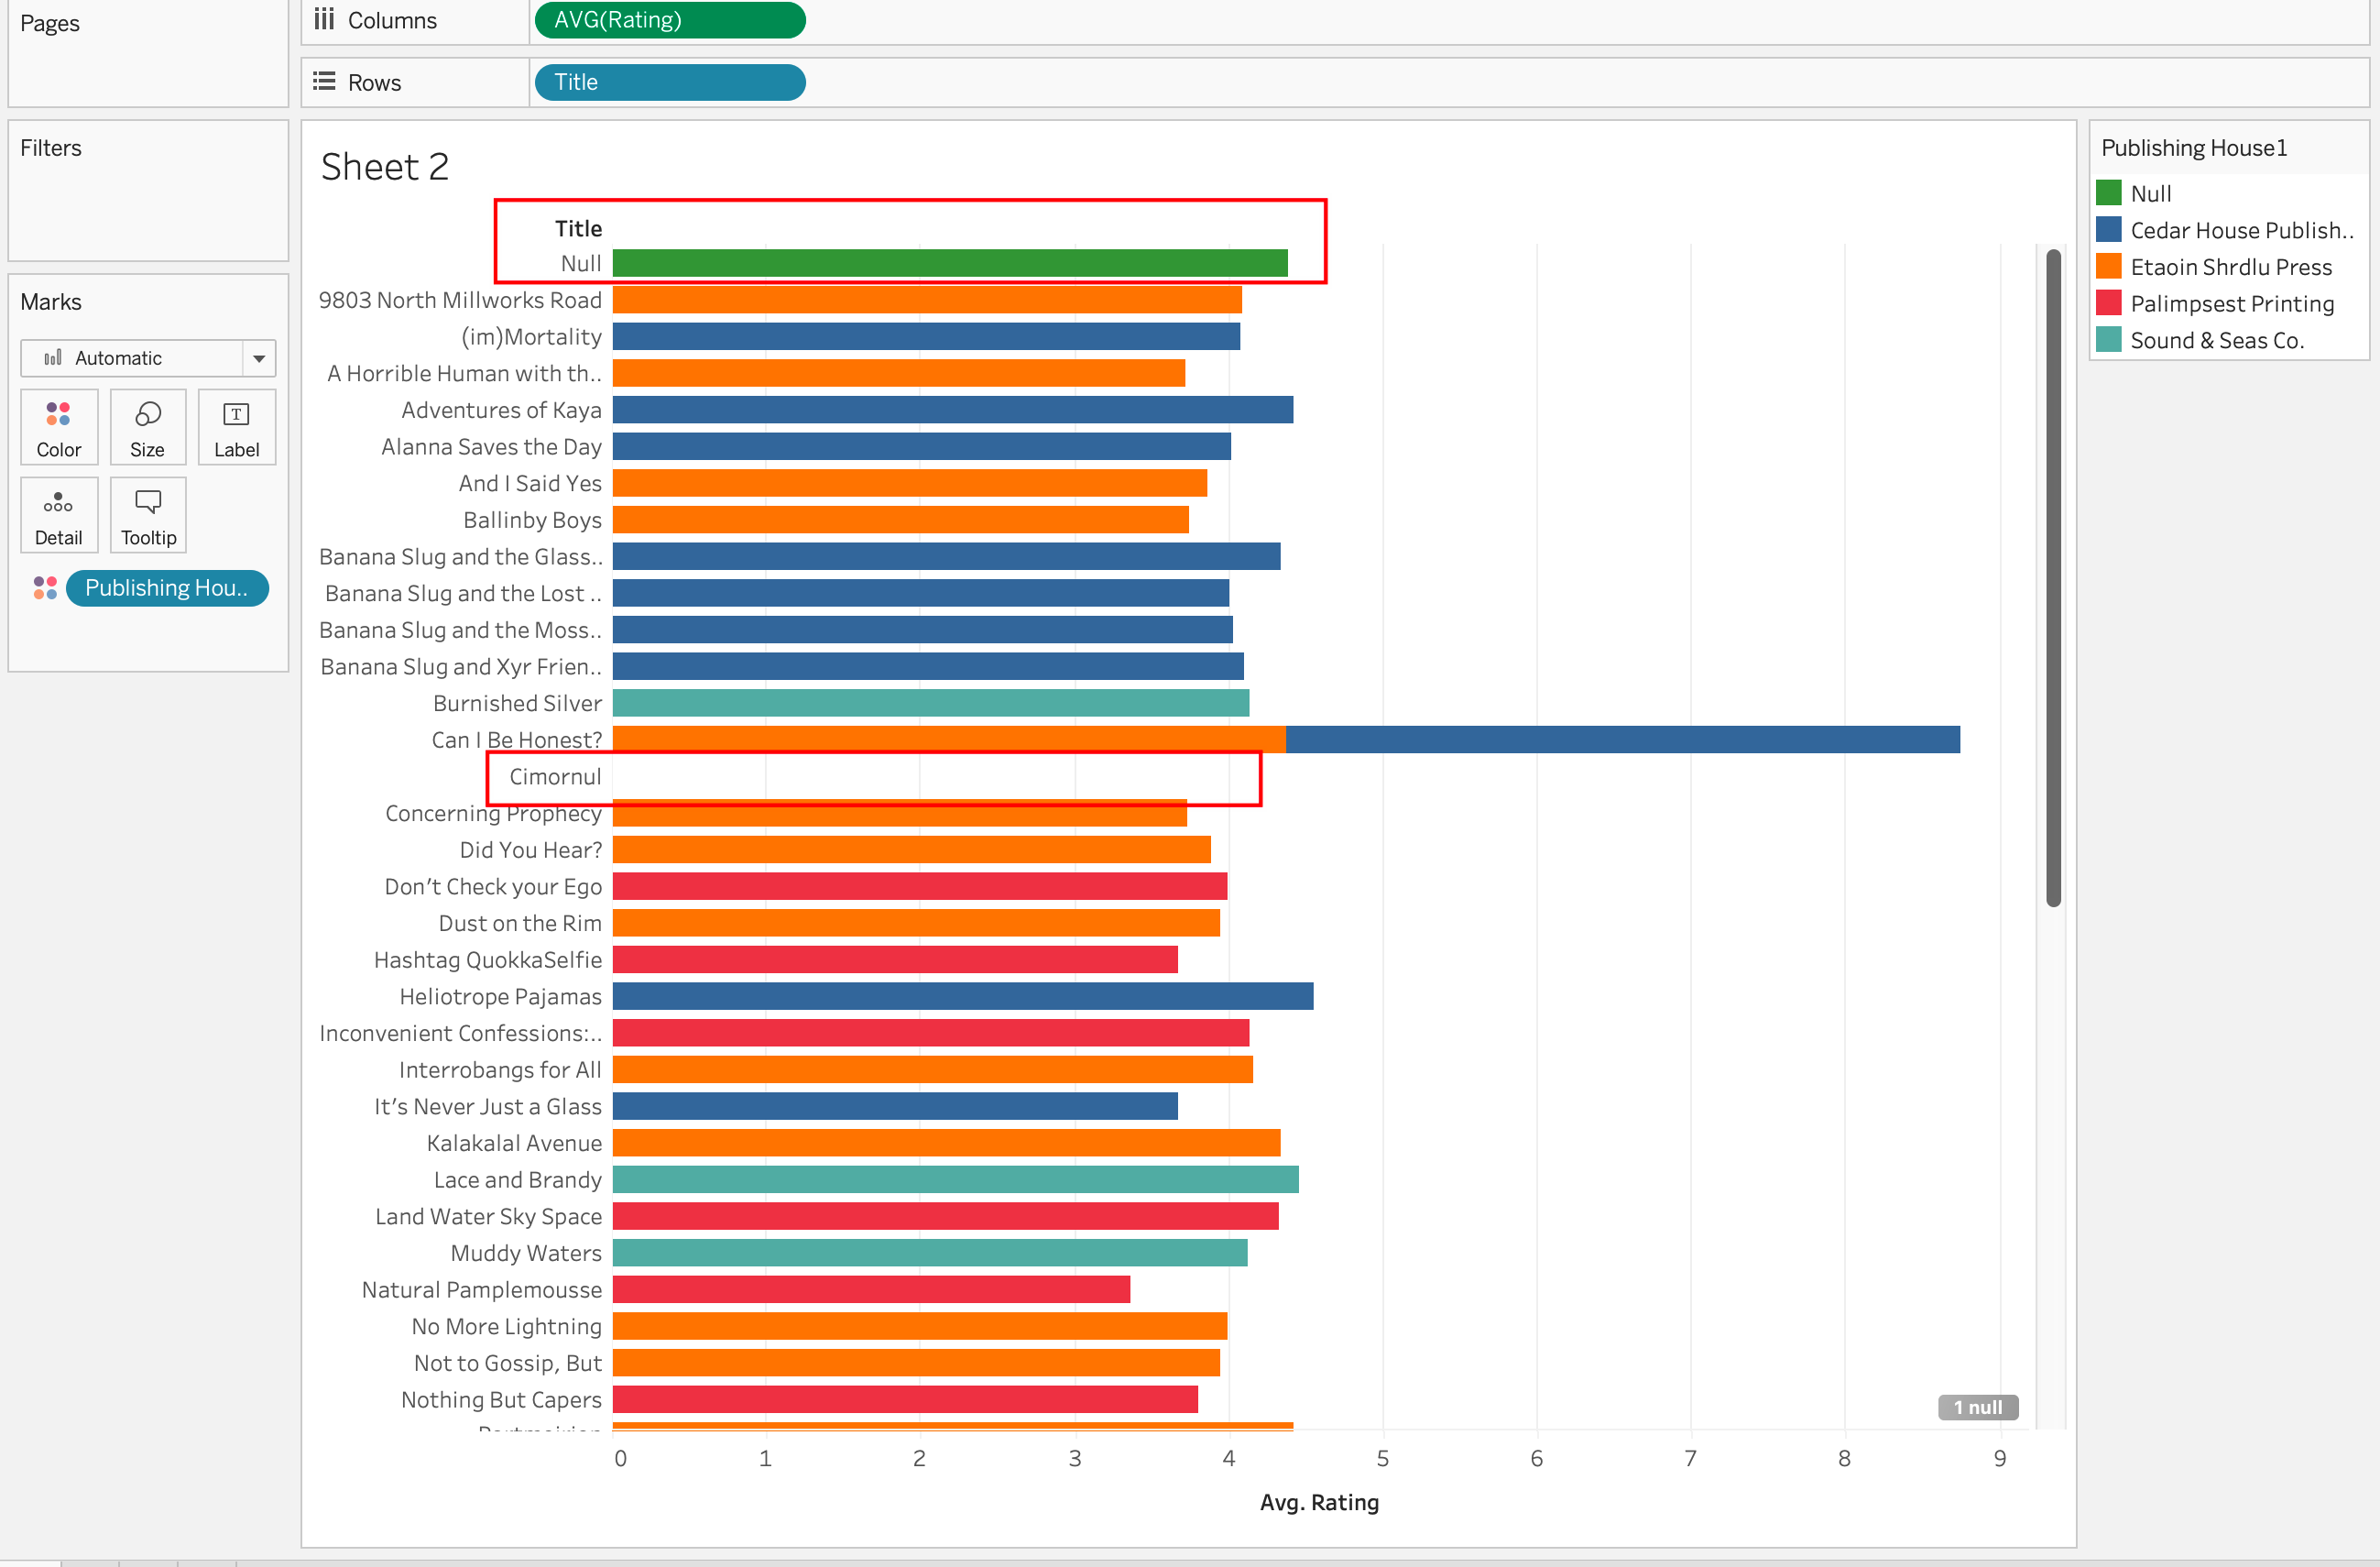 Pages
Columns
AVG(Rating)
Rows
Title
Filters
Marks
Automatic
Color
Size
Label
Detail
Tooltip
Publishing Hou..
Sheet 2
Title
Null
9803 North Millworks Road
(im)Mortality
A Horrible Human with th..
Adventures of Kaya
Alanna Saves the Day
And I Said Yes
Ballinby Boys
Banana Slug and the Glass..
Banana Slug and the Lost ..
Banana Slug and the Moss..
Banana Slug and Xyr Frien..
Burnished Silver
Can I Be Honest?
Cimornul
Concerning Prophecy
Did You Hear?
Don’t Check your Ego
Dust on the Rim
Hashtag QuokkaSelfie
Heliotrope Pajamas
Inconvenient Confessions:..
Interrobangs for All
It’s Never Just a Glass
Kalakalal Avenue
Lace and Brandy
Land Water Sky Space
Muddy Waters
Natural Pamplemousse
No More Lightning
Not to Gossip, But
Nothing But Capers
1 null
0 1 2 3 4 5 6 7 8 9
Avg. Rating
Publishing House1
Null
Cedar House Publish..
Etaoin Shrdlu Press
Palimpsest Printing
Sound & Seas Co.